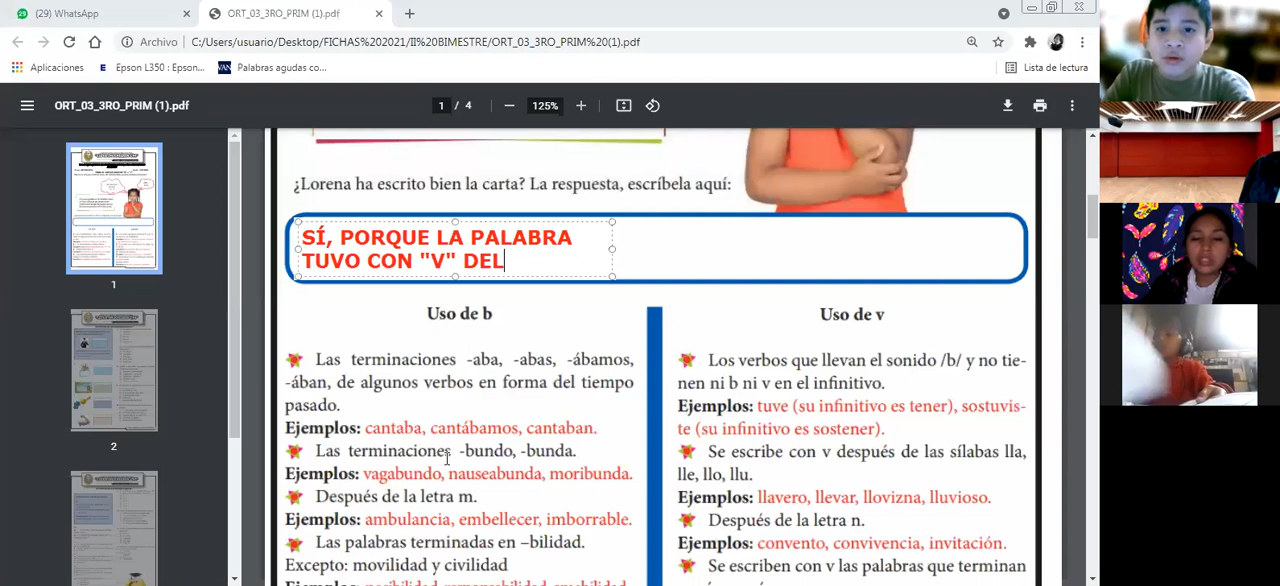 (29) WhatsApp
ORT_03_3RO_PRIM (1).pdf
Archivo
C:/Users/usuario/Desktop/FICHAS%202021/II%20BIMESTRE/ORT_03_3RO_PRIM%20(1).pdf
Aplicaciones
Epson L350 : Epson...
Palabras agudas co...
Lista de lectura
ORT_03_3RO_PRIM (1).pdf
1 / 4
125%
1
2
¿Lorena ha escrito bien la carta? La respuesta, escríbela aquí:
SÍ, PORQUE LA PALABRA
TUVO CON "V" DEL
Uso de b
Las terminaciones -aba, -abas, -ábamos,
-ában, de algunos verbos en forma del tiempo
pasado.
Ejemplos: cantaba, cantábamos, cantaban.
Las terminaciones -bundo, -bunda.
Ejemplos: vagabundo, nauseabunda, moribunda.
Después de la letra m.
Ejemplos: ambulancia, embellecer, imborrable.
Las palabras terminadas en –bilidad.
Excepto: movilidad y civilidad
Uso de v
Los verbos que llevan el sonido /b/ y no tie-
nen ni b ni v en el infinitivo.
Ejemplos: tuve (su infinitivo es tener), sostuvis-
te (su infinitivo es sostener).
Se escribe con v después de las sílabas lla,
lle, llo, llu.
Ejemplos: llavero, llevar, llovizna, lluvioso.
Después de la letra n.
Ejemplos: convento, convivencia, invitación.
Se escriben con v las palabras que terminan